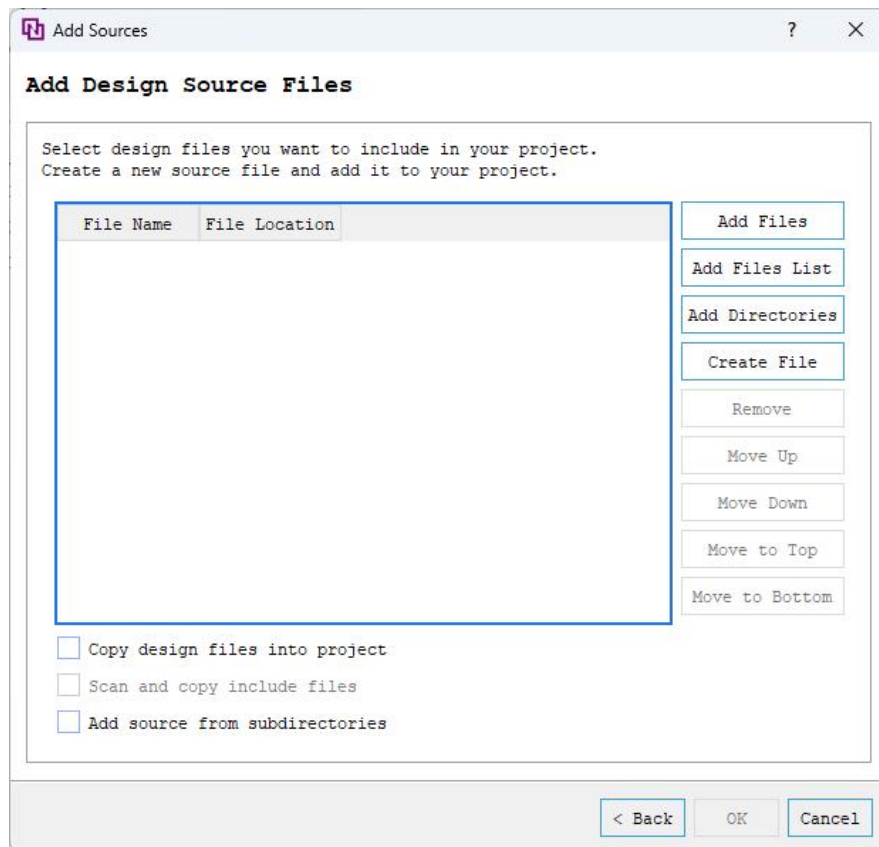 Add Sources
?
Add Design Source Files
Select design files you want to include in your project.
Create a new source file and add it to your project.
File Name File Location
Add Files
Add Files List
Add Directories
Create File
Remove
Move Up
Move Down
Move to Top
Move to Bottom
Copy design files into project
Scan and copy include files
Add source from subdirectories
< Back OK Cancel